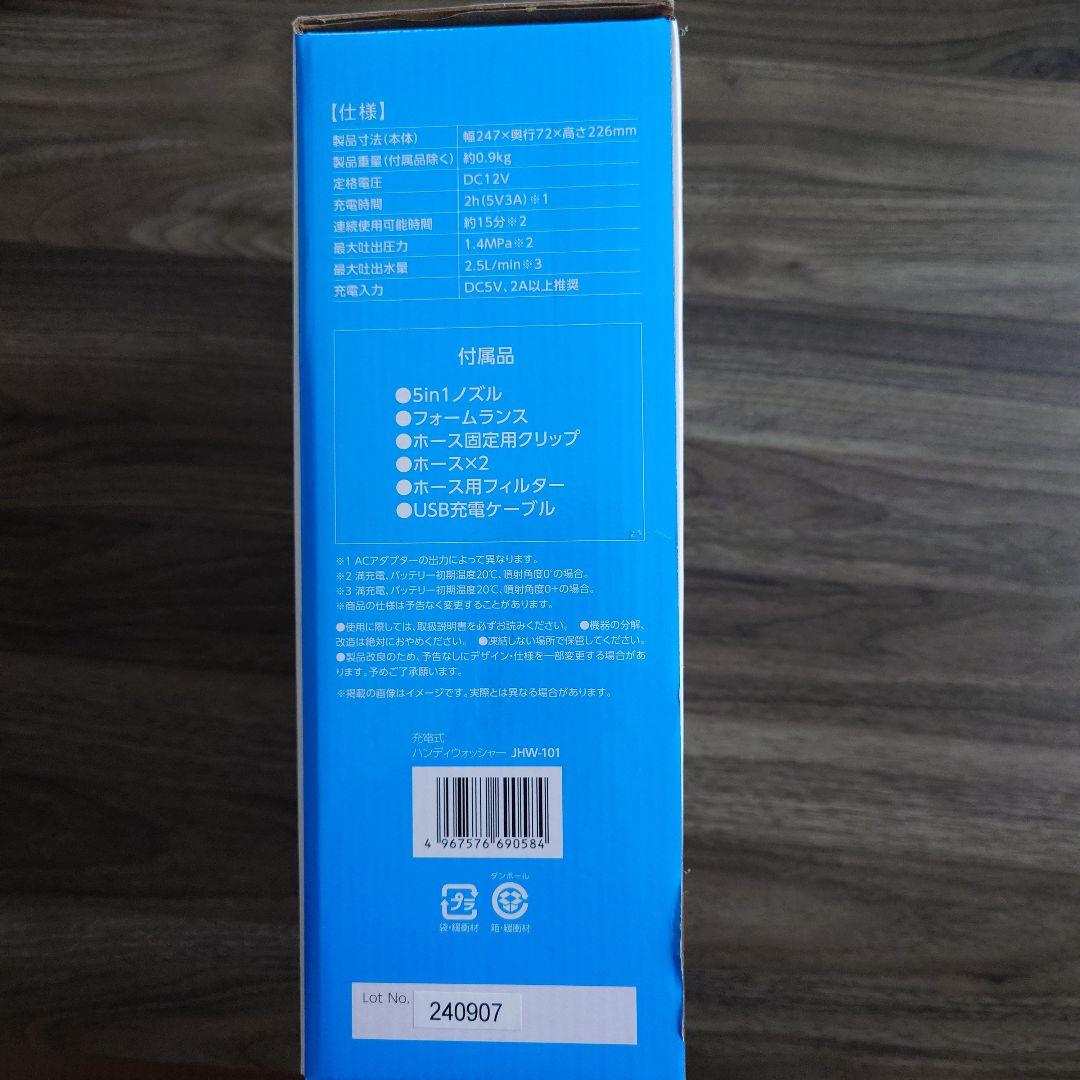 【仕様】
製品寸法(本体) 幅247×奥行72×高さ226mm
製品重量(付属品除く) 約0.9kg
定格電圧 DC12V
充電時間 2h(5V3A)※1
連続使用可能時間 約15分※2
最大吐出圧力 1.4MPa※2
最大吐出水量 2.5L/min※3
充電入力 DC5V、2A以上推奨
付属品
●5in1ノズル
●フォームランス
●ホース固定用クリップ
●ホース×2
●ホース用フィルター
●USB充電ケーブル
※1 ACアダプターの出力によって異なります。
※2 満充電、バッテリー初期温度20℃、噴射角度0°の場合。
※3 満充電、バッテリー初期温度20℃、噴射角度0+の場合。
※商品の仕様は予告なく変更することがあります。
●使用に際しては、取扱説明書を必ずお読みください。 ●機器の分解、
改造は絶対におやめください。 ●凍結しない場所で保管してください。
●製品改良のため、予告なしにデザイン・仕様を一部変更する場合があ
ります。予めご了承願います。
※掲載の画像はイメージです。実際とは異なる場合があります。
充電式
ハンディウォッシャー JHW-101
4 967576 690584
ダンボール
プラ
袋・緩衝材 箱・緩衝材
Lot No. 240907